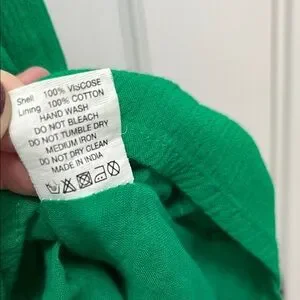 Shell 100% VISCOSE
Lining 100% COTTON
HAND WASH
DO NOT BLEACH
DO NOT TUMBLE DRY
MEDIUM IRON
DO NOT DRY CLEAN
MADE IN INDIA